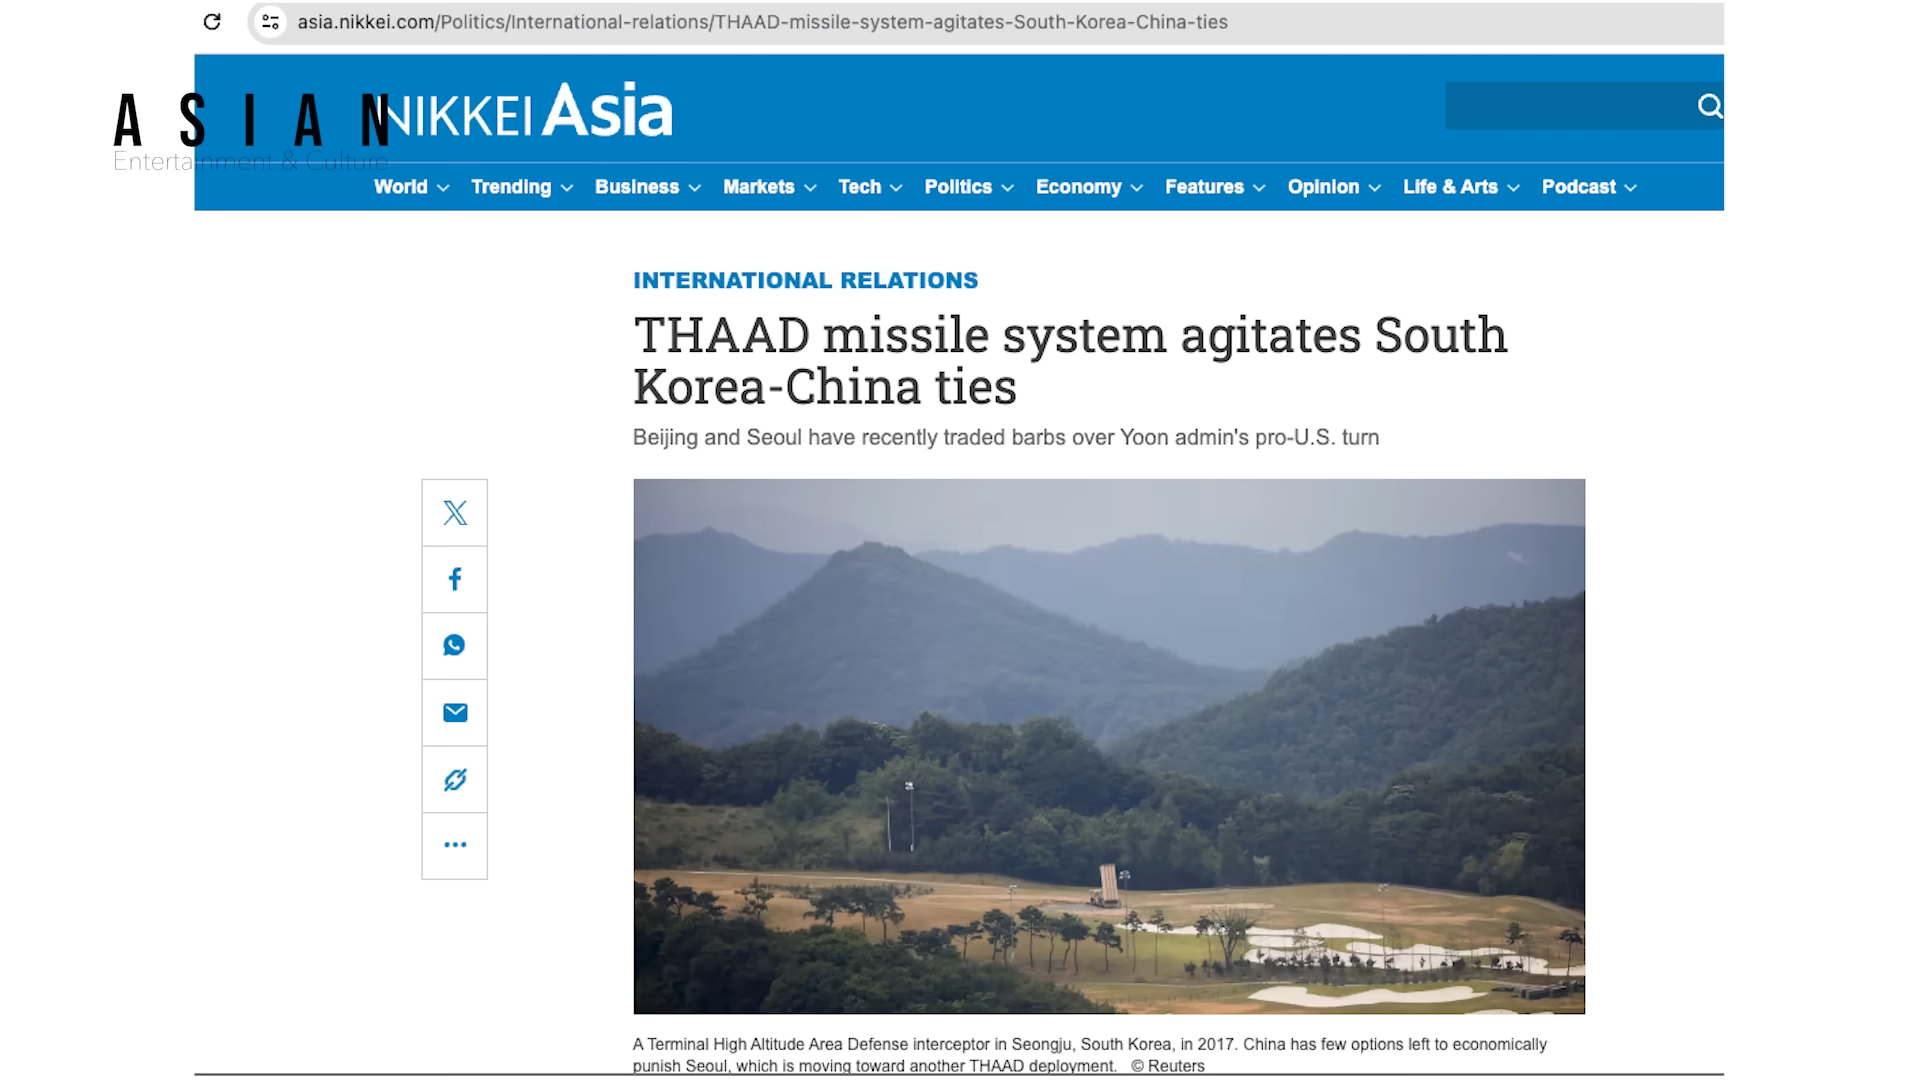 asia.nikkei.com/Politics/International-relations/THAAD-missile-system-agitates-South-Korea-China-ties
ASIAN
Entertainment & Culture
NIKKEI Asia
World Trending Business Markets Tech Politics Economy Features Opinion Life & Arts Podcast
INTERNATIONAL RELATIONS
THAAD missile system agitates South
Korea-China ties
Beijing and Seoul have recently traded barbs over Yoon admin's pro-U.S. turn
A Terminal High Altitude Area Defense interceptor in Seongju, South Korea, in 2017. China has few options left to economically
punish Seoul, which is moving toward another THAAD deployment. © Reuters